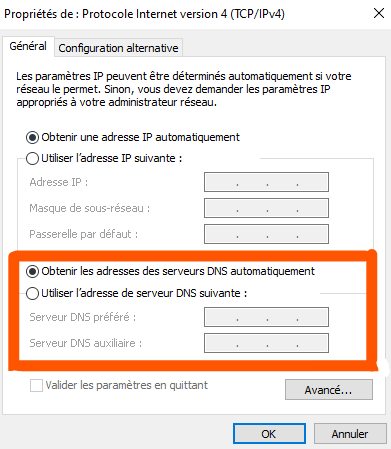 Propriétés de : Protocole Internet version 4 (TCP/IPv4)
Général Configuration alternative
Les paramètres IP peuvent être déterminés automatiquement si votre
réseau le permet. Sinon, vous devez demander les paramètres IP
appropriés à votre administrateur réseau.
Obtenir une adresse IP automatiquement
Utiliser l'adresse IP suivante :
Adresse IP :
Masque de sous-réseau :
Passerelle par défaut :
Obtenir les adresses des serveurs DNS automatiquement
Utiliser l'adresse de serveur DNS suivante :
Serveur DNS préféré :
Serveur DNS auxiliaire :
Valider les paramètres en quittant
Avancé...
OK Annuler